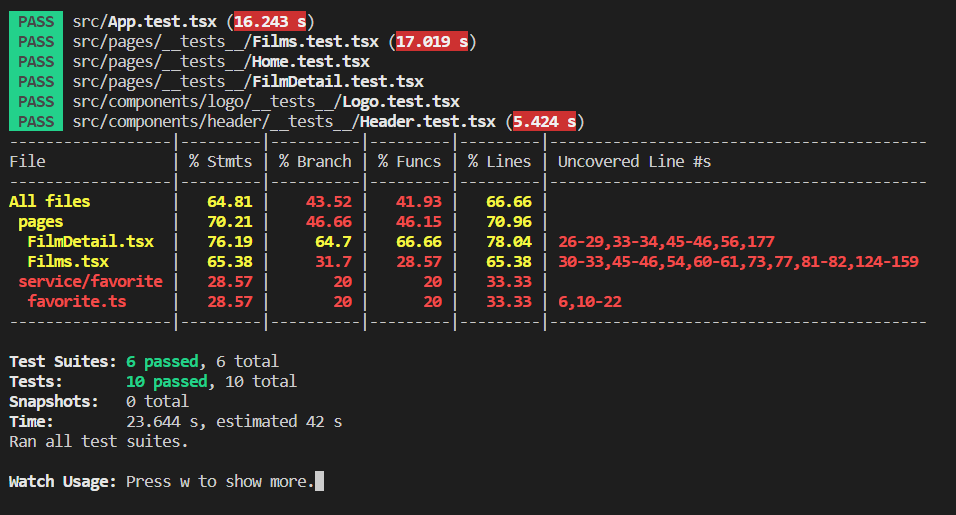 PASS src/App.test.tsx (16.243 s)
PASS src/pages/__tests__/Films.test.tsx (17.019 s)
PASS src/pages/__tests__/Home.test.tsx
PASS src/pages/__tests__/FilmDetail.test.tsx
PASS src/components/logo/__tests__/Logo.test.tsx
PASS src/components/header/__tests__/Header.test.tsx (5.424 s)
------------------|---------|----------|---------|---------|------------------------------------------
File              | % Stmts | % Branch | % Funcs | % Lines | Uncovered Line #s
------------------|---------|----------|---------|---------|------------------------------------------
All files         |   64.81 |    43.52 |   41.93 |   66.66 |
 pages            |   70.21 |    46.66 |   46.15 |   70.96 |
  FilmDetail.tsx  |   76.19 |     64.7 |   66.66 |   78.04 | 26-29,33-34,45-46,56,177
  Films.tsx       |   65.38 |     31.7 |   28.57 |   65.38 | 30-33,45-46,54,60-61,73,77,81-82,124-159
 service/favorite |   28.57 |       20 |      20 |   33.33 |
  favorite.ts     |   28.57 |       20 |      20 |   33.33 | 6,10-22
------------------|---------|----------|---------|---------|------------------------------------------
Test Suites: 6 passed, 6 total
Tests:       10 passed, 10 total
Snapshots:   0 total
Time:        23.644 s, estimated 42 s
Ran all test suites.
Watch Usage: Press w to show more.